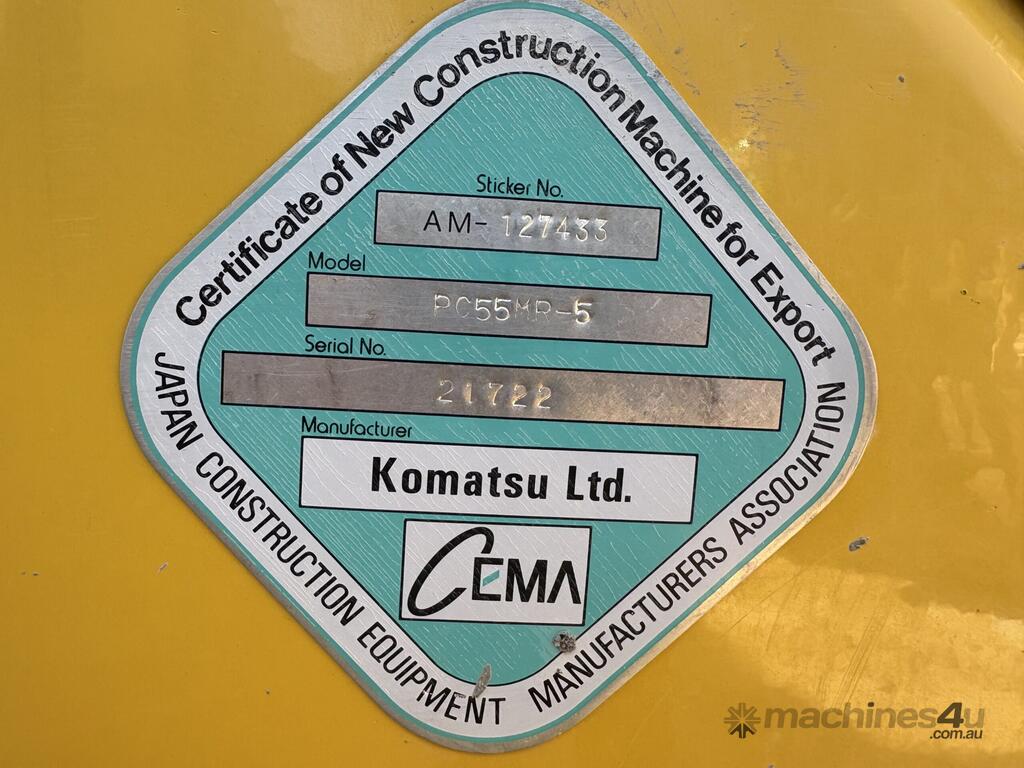 Certificate of New Construction Machine for Export
Sticker No.
AM-127433
Model
PC55MR-5
Serial No.
21722
Manufacturer
Komatsu Ltd.
CEMA
JAPAN CONSTRUCTION EQUIPMENT MANUFACTURERS ASSOCIATION
machines4u
.com.au